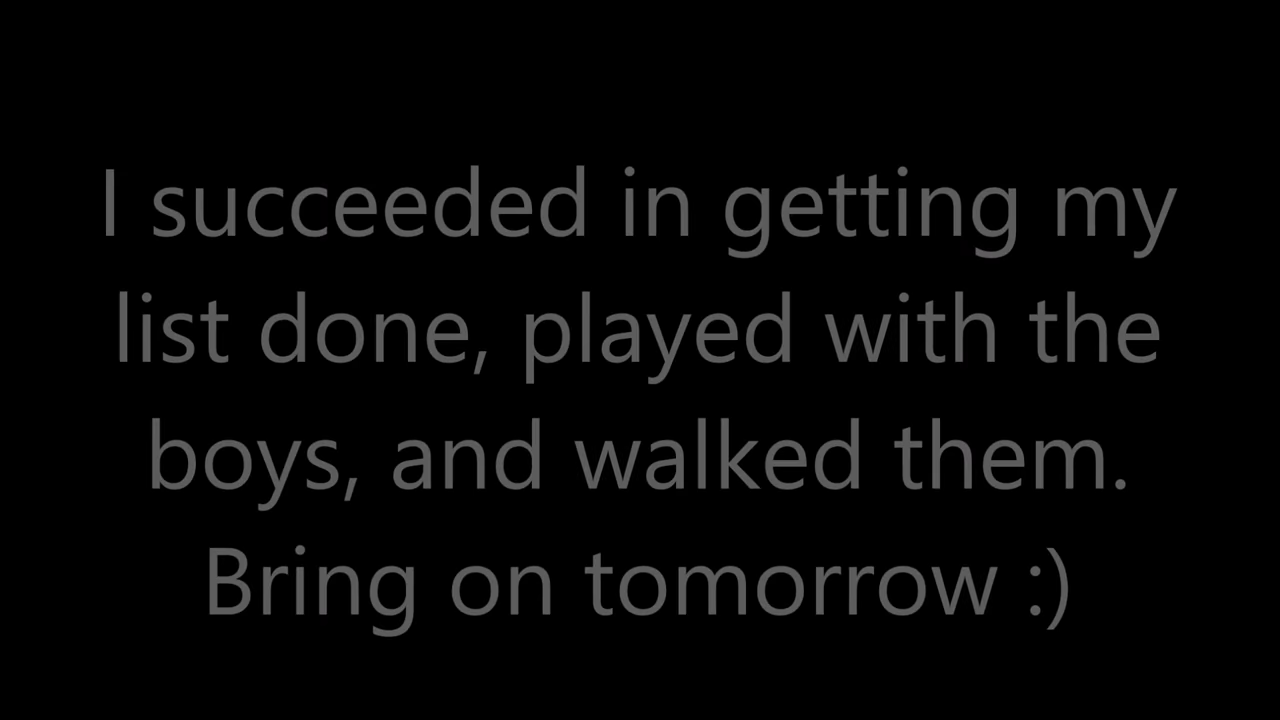 I succeeded in getting my
list done, played with the
boys, and walked them.
Bring on tomorrow :)